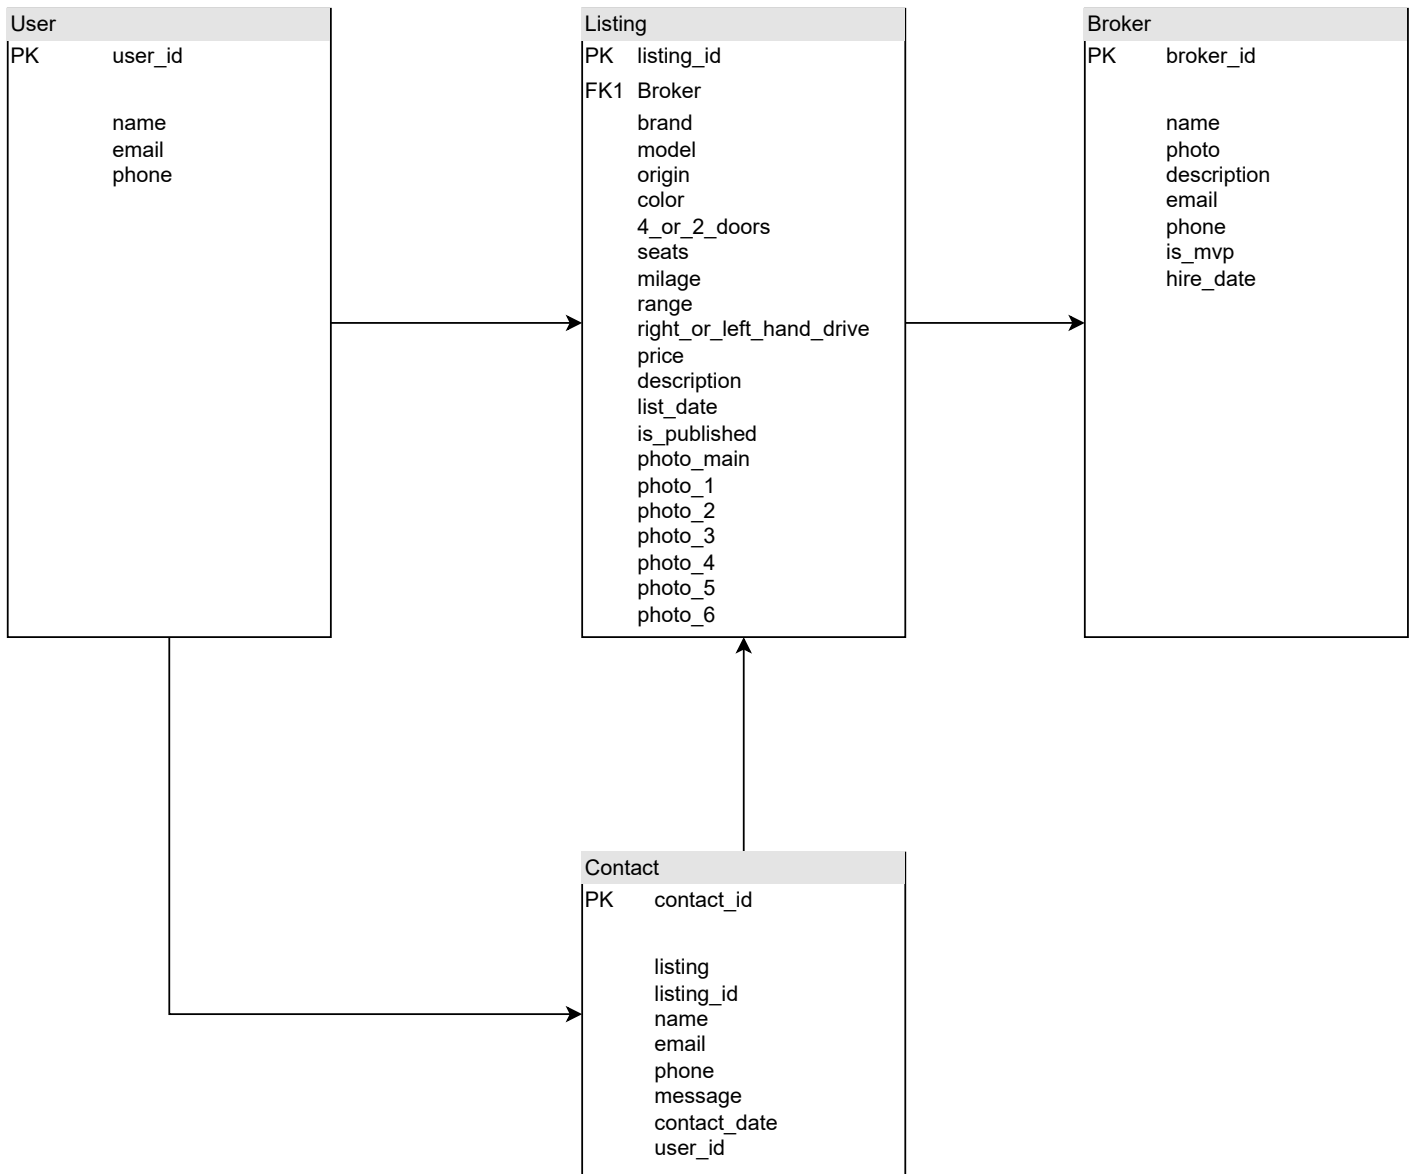 User
PK user_id
name
email
phone
Listing
PK listing_id
FK1 Broker
brand
model
origin
color
4_or_2_doors
seats
milage
range
right_or_left_hand_drive
price
description
list_date
is_published
photo_main
photo_1
photo_2
photo_3
photo_4
photo_5
photo_6
Broker
PK broker_id
name
photo
description
email
phone
is_mvp
hire_date
Contact
PK contact_id
listing
listing_id
name
email
phone
message
contact_date
user_id